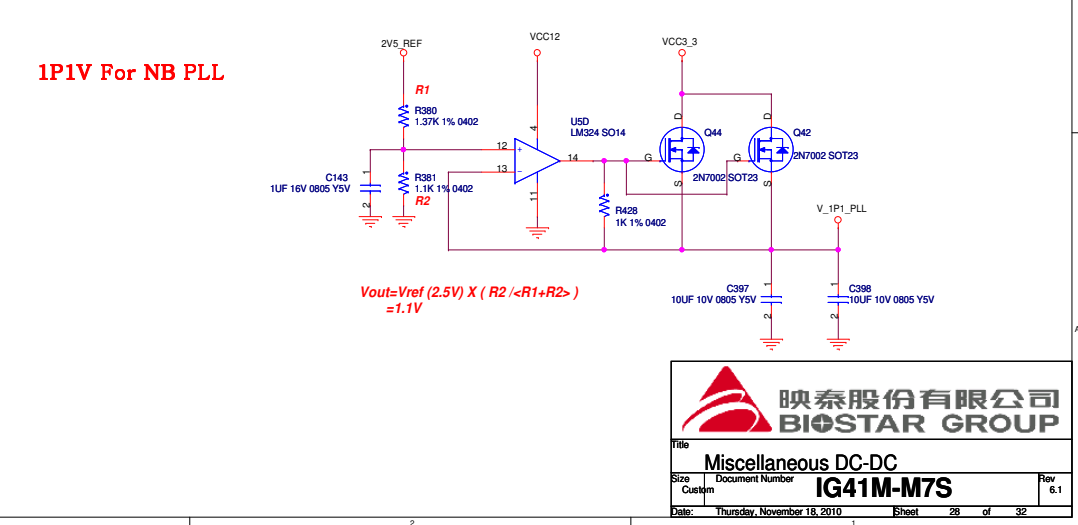 1P1V For NB PLL
2V5_REF
VCC12
VCC3_3
R1
R380
1.37K 1% 0402
U5D
LM324 SO14
4
12
+
13
-
14
11
D
Q44
G
S
2N7002 SOT23
D
Q42
G
S
2N7002 SOT23
C143
1UF 16V 0805 Y5V
1
2
R381
1.1K 1% 0402
R2
R428
1K 1% 0402
V_1P1_PLL
Vout=Vref (2.5V) X ( R2 /<R1+R2> )
=1.1V
C397
10UF 10V 0805 Y5V
1
2
C398
10UF 10V 0805 Y5V
1
2
A
映泰股份有限公司
BIOSTAR GROUP
Title
Miscellaneous DC-DC
Size
Custom
Document Number
IG41M-M7S
Rev
6.1
Date: Thursday, November 18, 2010 Sheet 28 of 32
2
1